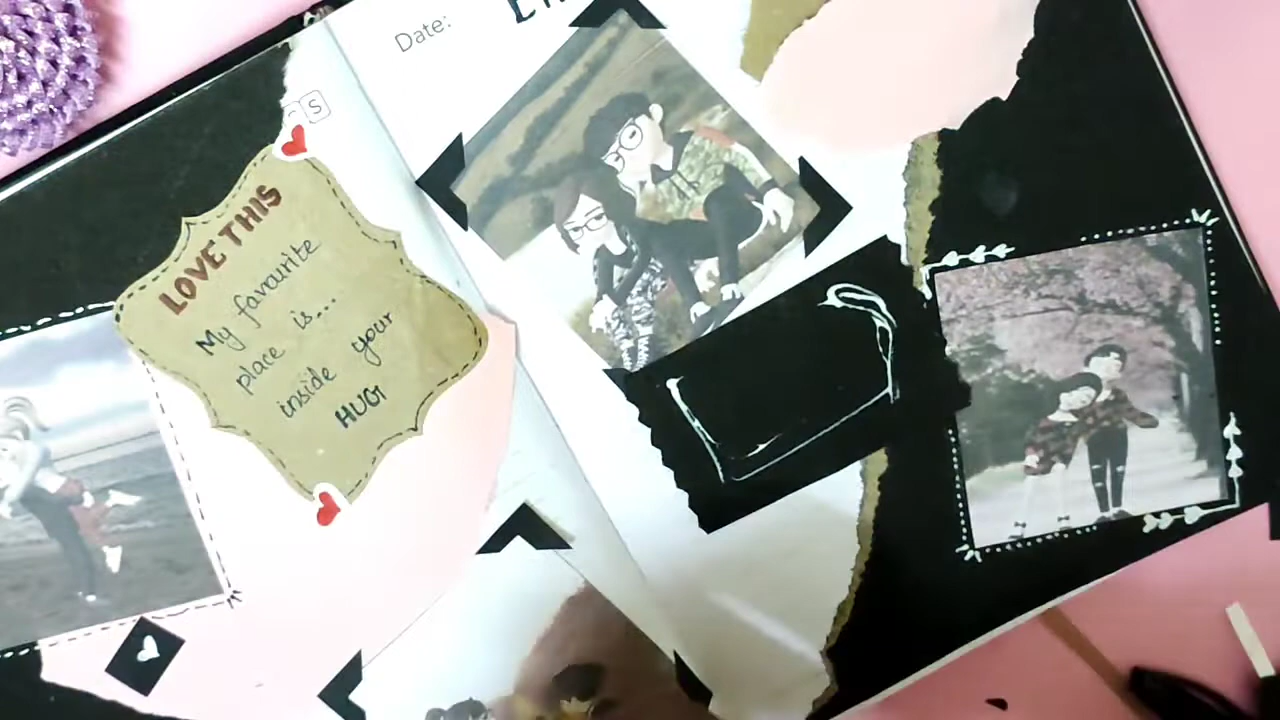 S
LOVE THIS
My favourite
place is...
inside your
HUG!
Date: